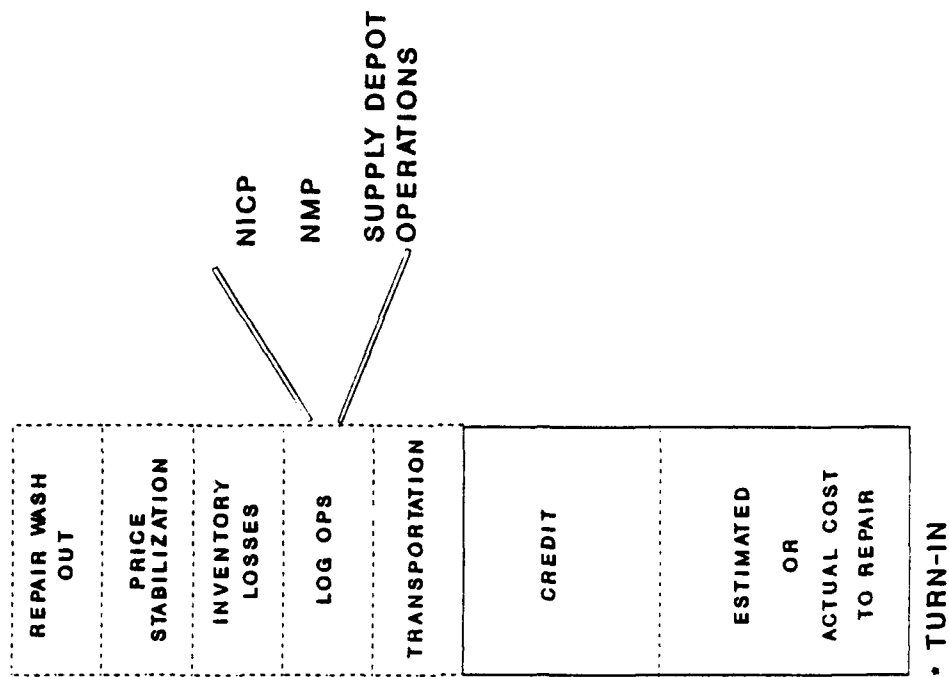 REPAIR WASH
OUT
PRICE
STABILIZATION
INVENTORY
LOSSES
LOG OPS
TRANSPORTATION
CREDIT
ESTIMATED
OR
ACTUAL COST
TO REPAIR
* TURN-IN
NICP
NMP
SUPPLY DEPOT
OPERATIONS